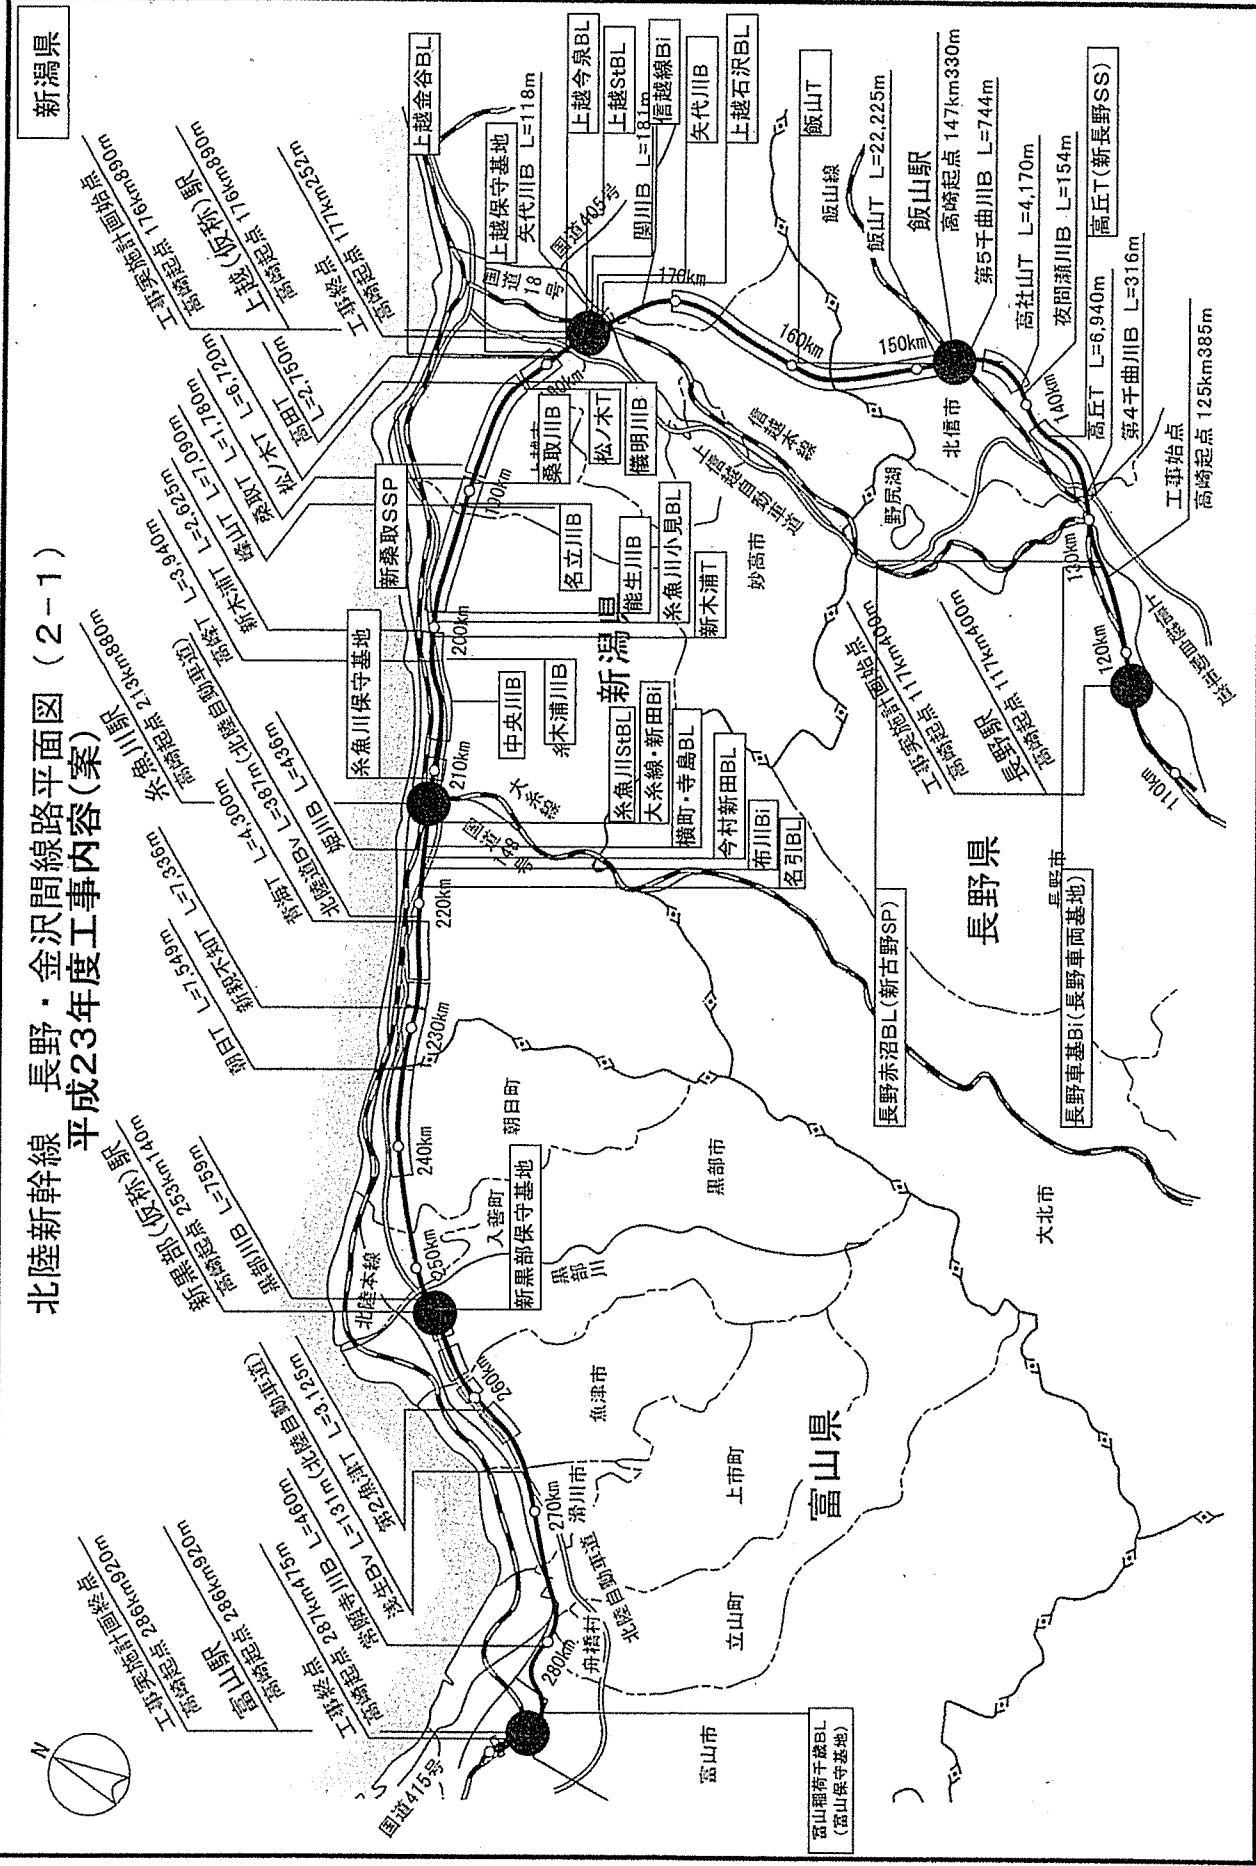 新潟県
北陸新幹線 長野・金沢間線路平面図（2－1）
平成23年度工事内容(案)
N
工事実施計画終点
高崎起点 286km920m
富山駅
高崎起点 286km920m
工事終点
高崎起点 287km475m
常願寺川B L=460m
浅生Bv L=131m(北陸自動車道)
第2魚津T L=3,125m
新黒部(仮称)駅
高崎起点 253km140m
黒部川B L=759m
朝日T L=7,549m
新親不知T L=7,336m
青海T L=4,300m
北陸道Bv L=387m(北陸自動車道)
姫川B L=436m
糸魚川駅
高崎起点 213km880m
高峰T L=3,940m
新木浦T L=2,625m
峰山T L=7,090m
桑取T L=1,780m
松ノ木T L=6,720m
高田T
L=2,750m
工事実施計画始点
高崎起点 176km890m
上越(仮称)駅
高崎起点 176km890m
工事終点
高崎起点 177km252m
上越金谷BL
上越保守基地
矢代川B L=118m
上越今泉BL
上越StBL
信越線Bi
関川B L=181m
矢代川B
上越石沢BL
飯山T
国道405号
国道18号
飯山線
飯山T L=22,225m
飯山駅
高崎起点 147km330m
第5千曲川B L=744m
高社山T L=4,170m
夜間瀬川B L=154m
高丘T(新長野SS)
高丘T L=6,940m
第4千曲川B L=316m
工事始点
高崎起点 125km385m
国道415号
北陸本線
北陸自動車道
新黒部保守基地
糸魚川保守基地
新桑取SSP
桑取川B
松ノ木T
儀明川B
名立川B
能生川B
糸魚川小見BL
新木浦T
中央川B
木浦川B
新潟県
糸魚川StBL
大糸線・新田Bi
横町・寺島BL
今村新田BL
布川Bi
名引BL
大糸線
国道148号
信越本線
上信越自動車道
妙高市
野尻湖
北信市
110km
120km
130km
140km
150km
160km
170km
190km
200km
210km
220km
230km
240km
250km
260km
270km
280km
工事実施計画始点
高崎起点 117km400m
長野駅
高崎起点 117km400m
上信越自動車道
長野県
長野市
長野赤沼BL(新古野SP)
長野車基Bi(長野車両基地)
朝日町
入善町
黒部川
黒部市
大北市
魚津市
滑川市
上市町
富山県
舟橋村
立山町
富山市
富山稲荷千歳BL
(富山保守基地)